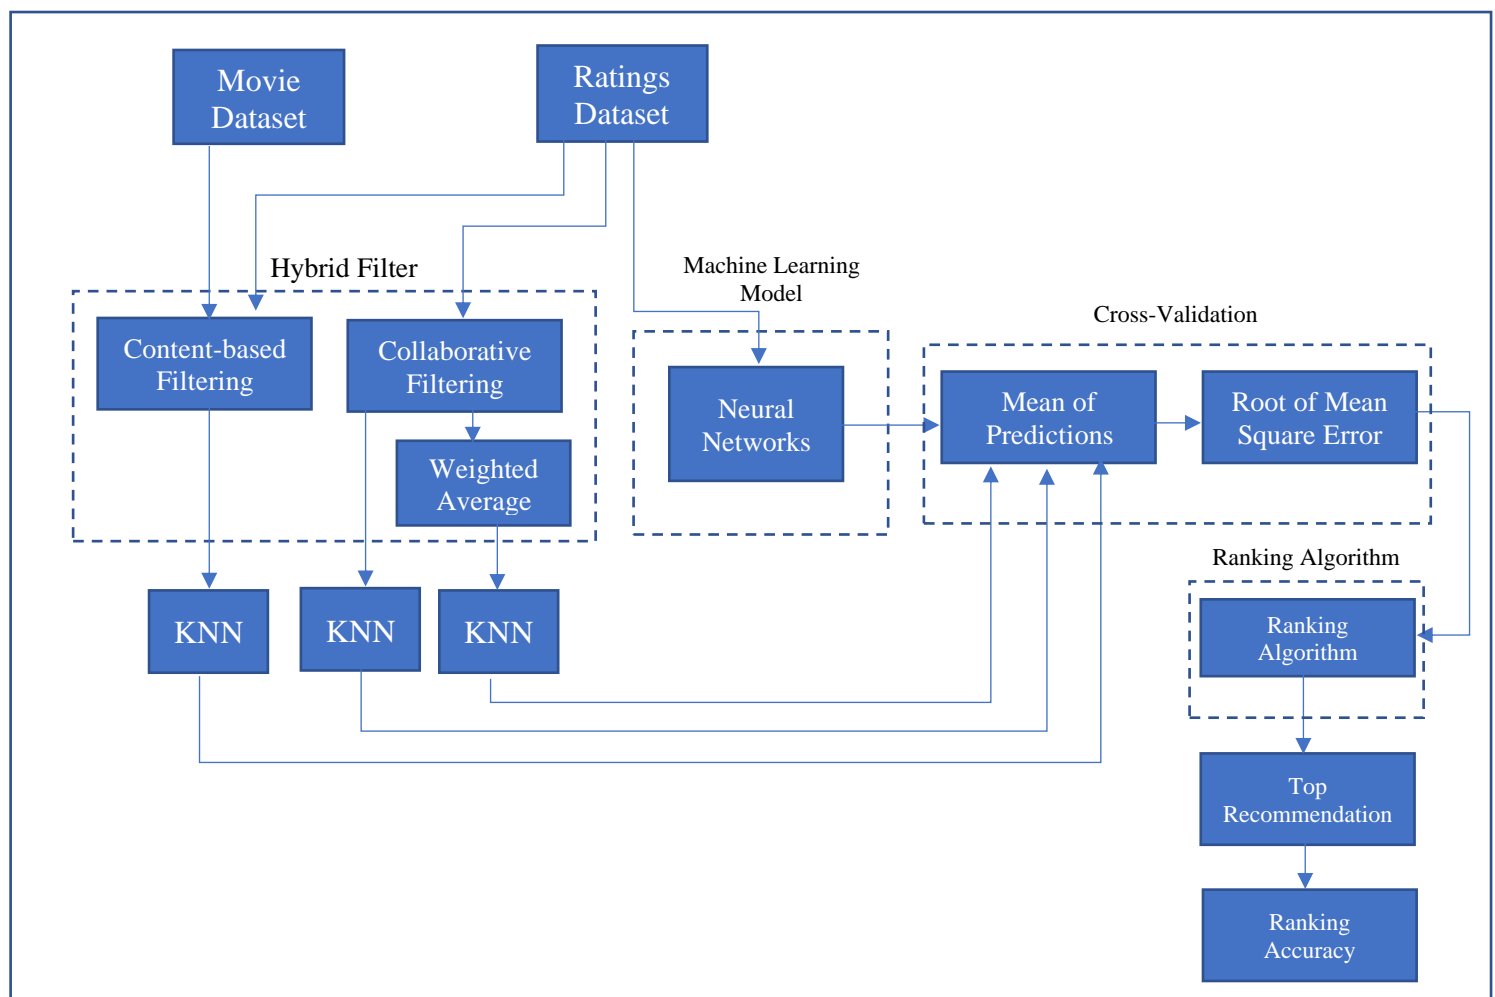 Movie
Dataset
Ratings
Dataset
Hybrid Filter
Machine Learning
Model
Cross-Validation
Content-based
Filtering
Collaborative
Filtering
Weighted
Average
Neural
Networks
Mean of
Predictions
Root of Mean
Square Error
KNN
KNN
KNN
Ranking Algorithm
Ranking
Algorithm
Top
Recommendation
Ranking
Accuracy